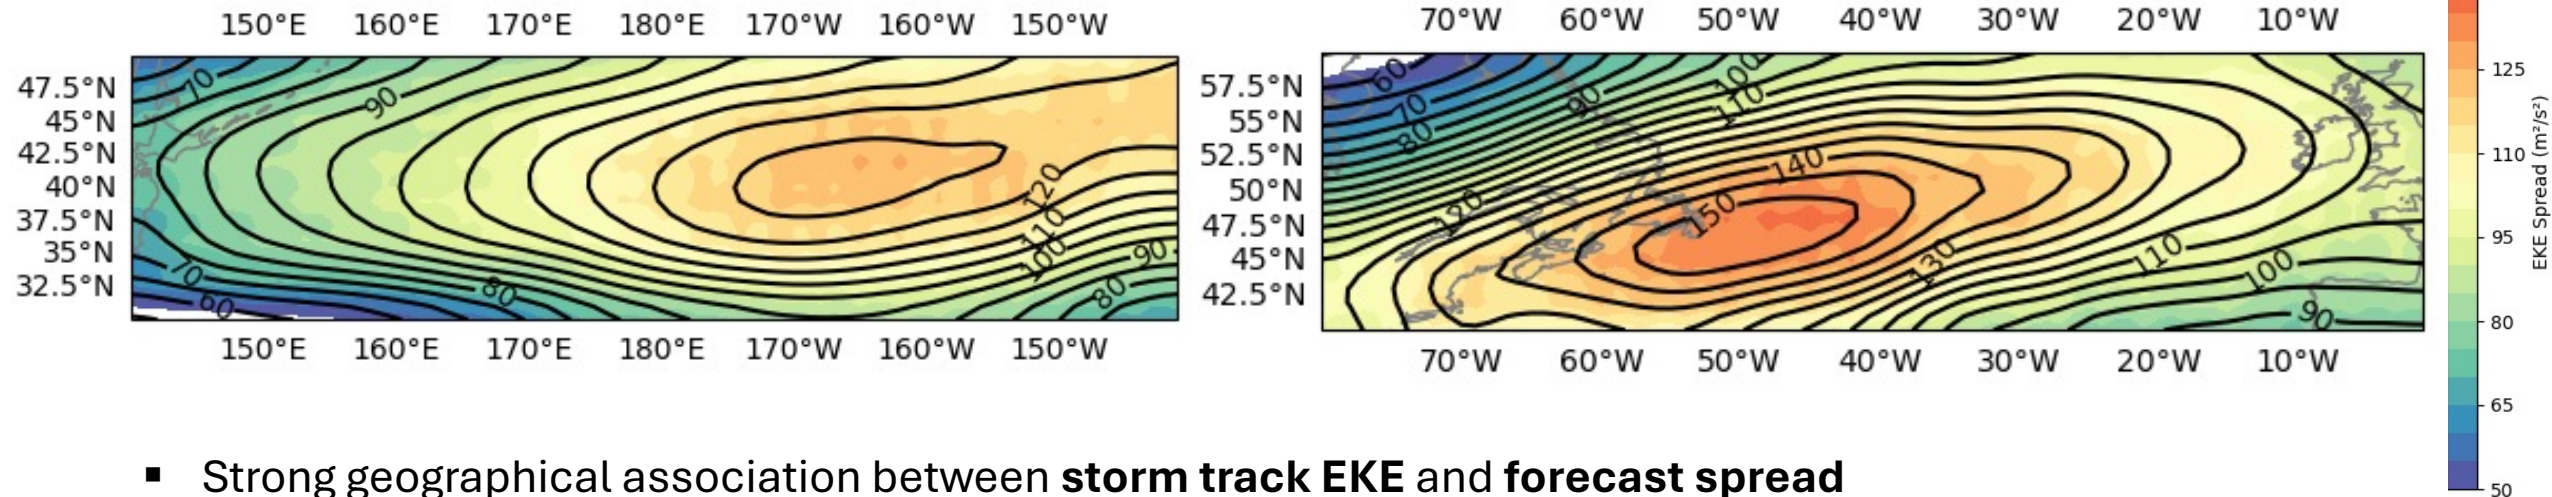 150°E 160°E 170°E 180°E 170°W 160°W 150°W
70°W 60°W 50°W 40°W 30°W 20°W 10°W
47.5°N
45°N
42.5°N
40°N
37.5°N
35°N
32.5°N
70
90
120
110
100
90
80
70
60
80
57.5°N
55°N
52.5°N
50°N
47.5°N
45°N
42.5°N
60
70
80
90
100
110
120
140
150
130
110
100
90
125
110
95
80
65
50
EKE Spread (m²/s²)
150°E 160°E 170°E 180°E 170°W 160°W 150°W
70°W 60°W 50°W 40°W 30°W 20°W 10°W
▪ Strong geographical association between storm track EKE and forecast spread